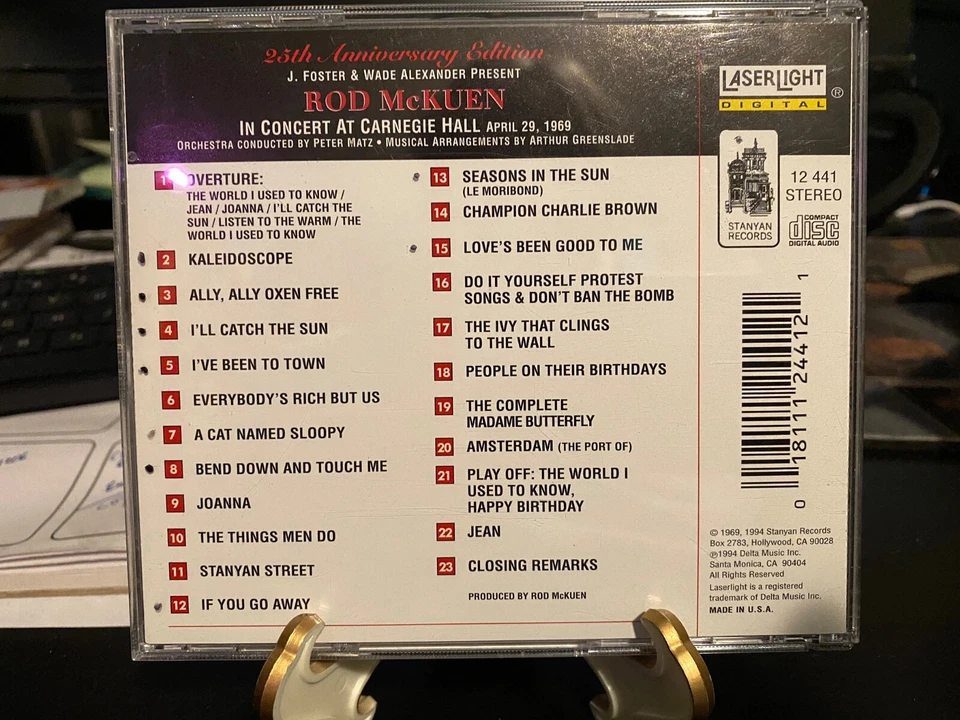 25th Anniversary Edition
J. FOSTER & WADE ALEXANDER PRESENT
ROD McKUEN
IN CONCERT AT CARNEGIE HALL APRIL 29, 1969
ORCHESTRA CONDUCTED BY PETER MATZ • MUSICAL ARRANGEMENTS BY ARTHUR GREENSLADE
1 OVERTURE:
THE WORLD I USED TO KNOW /
JEAN / JOANNA / I'LL CATCH THE
SUN / LISTEN TO THE WARM / THE
WORLD I USED TO KNOW
2 KALEIDOSCOPE
3 ALLY, ALLY OXEN FREE
4 I'LL CATCH THE SUN
5 I'VE BEEN TO TOWN
6 EVERYBODY'S RICH BUT US
7 A CAT NAMED SLOOPY
8 BEND DOWN AND TOUCH ME
9 JOANNA
10 THE THINGS MEN DO
11 STANYAN STREET
12 IF YOU GO AWAY
13 SEASONS IN THE SUN
(LE MORIBOND)
14 CHAMPION CHARLIE BROWN
15 LOVE'S BEEN GOOD TO ME
16 DO IT YOURSELF PROTEST
SONGS & DON'T BAN THE BOMB
17 THE IVY THAT CLINGS
TO THE WALL
18 PEOPLE ON THEIR BIRTHDAYS
19 THE COMPLETE
MADAME BUTTERFLY
20 AMSTERDAM (THE PORT OF)
21 PLAY OFF: THE WORLD I
USED TO KNOW,
HAPPY BIRTHDAY
22 JEAN
23 CLOSING REMARKS
PRODUCED BY ROD McKUEN
LASERLIGHT
DIGITAL ®
STANYAN
RECORDS
12 441
STEREO
COMPACT
disc
DIGITAL AUDIO
0 18111 24412 1
© 1969, 1994 Stanyan Records
Box 2783, Hollywood, CA 90028
℗1994 Delta Music Inc.
Santa Monica, CA 90404
All Rights Reserved
Laserlight is a registered
trademark of Delta Music Inc.
MADE IN U.S.A.